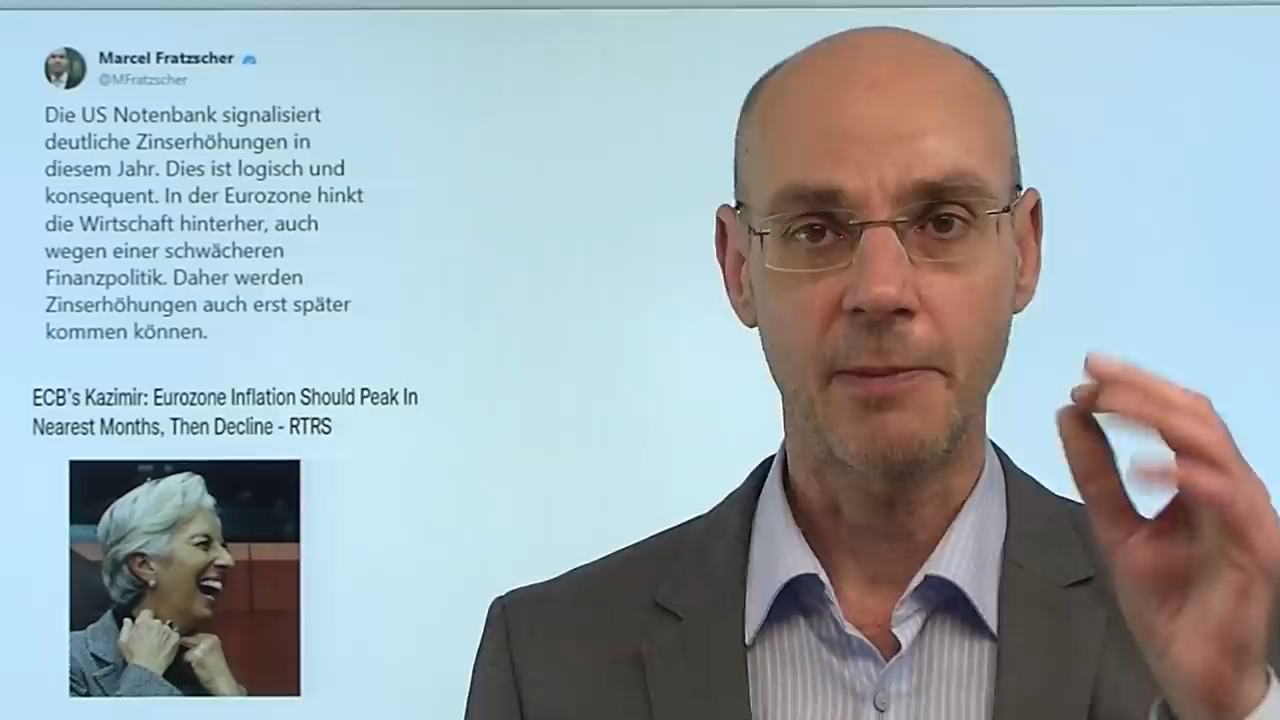 Marcel Fratzscher
@MFratzscher
Die US Notenbank signalisiert
deutliche Zinserhöhungen in
diesem Jahr. Dies ist logisch und
konsequent. In der Eurozone hinkt
die Wirtschaft hinterher, auch
wegen einer schwächeren
Finanzpolitik. Daher werden
Zinserhöhungen auch erst später
kommen können.
ECB's Kazimir: Eurozone Inflation Should Peak In
Nearest Months, Then Decline - RTRS